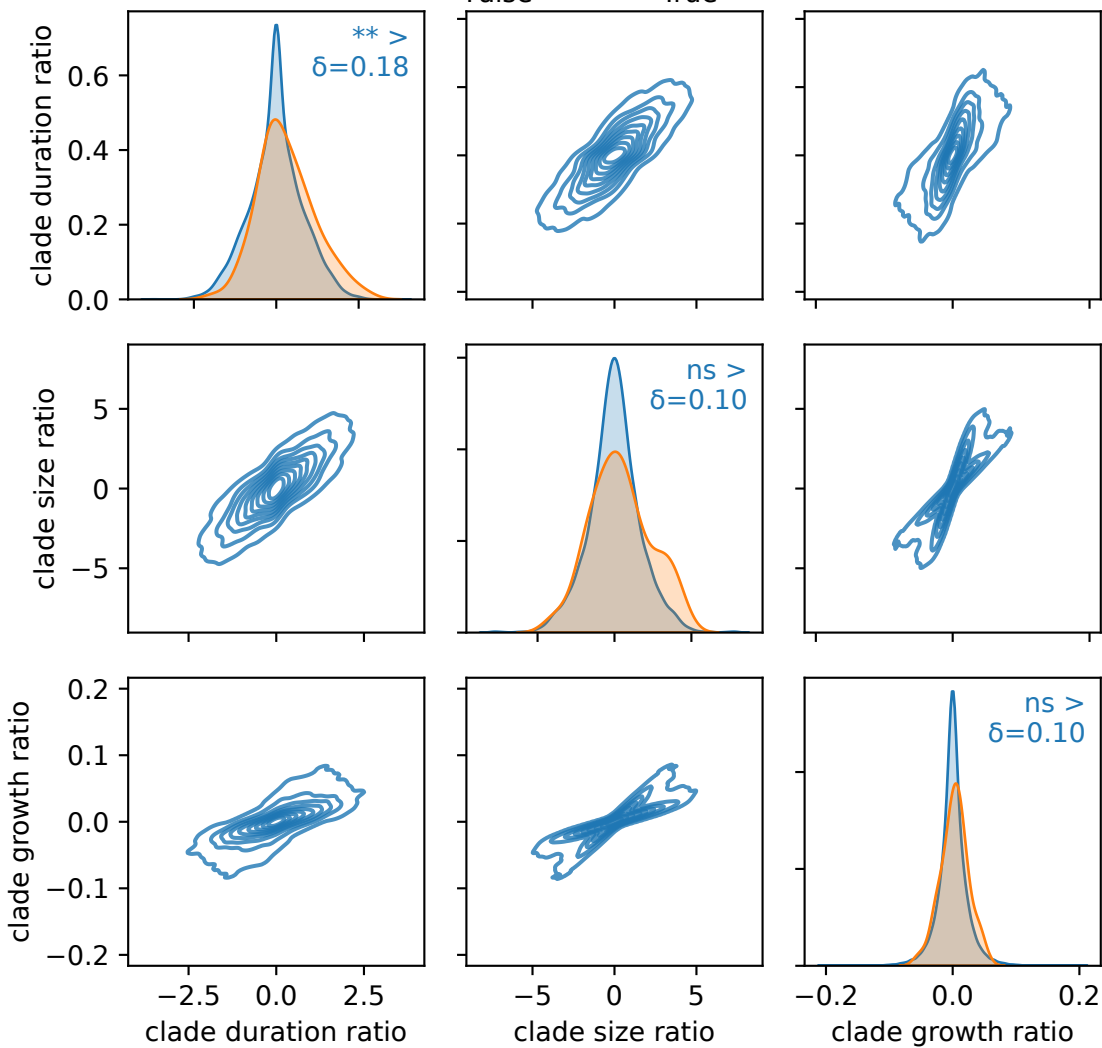 ** >
δ=0.18
clade duration ratio
0.6
0.4
0.2
0.0
ns >
δ=0.10
clade size ratio
5
0
−5
ns >
δ=0.10
clade growth ratio
0.2
0.1
0.0
−0.1
−0.2
−2.5 0.0 2.5
−5 0 5
−0.2 0.0 0.2
clade duration ratio
clade size ratio
clade growth ratio